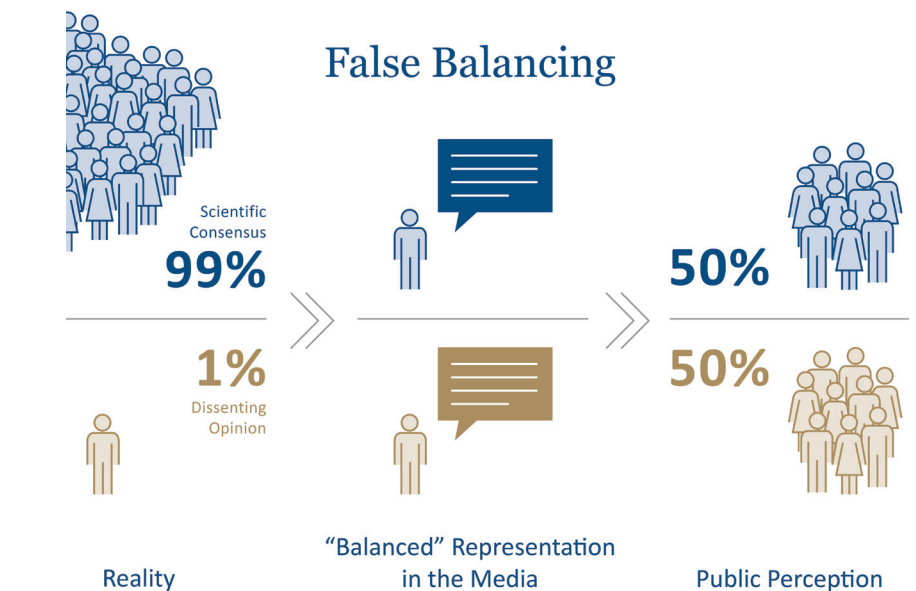 False Balancing
Scientific
Consensus
99%
1%
Dissenting
Opinion
50%
50%
Reality
“Balanced” Representation
in the Media
Public Perception